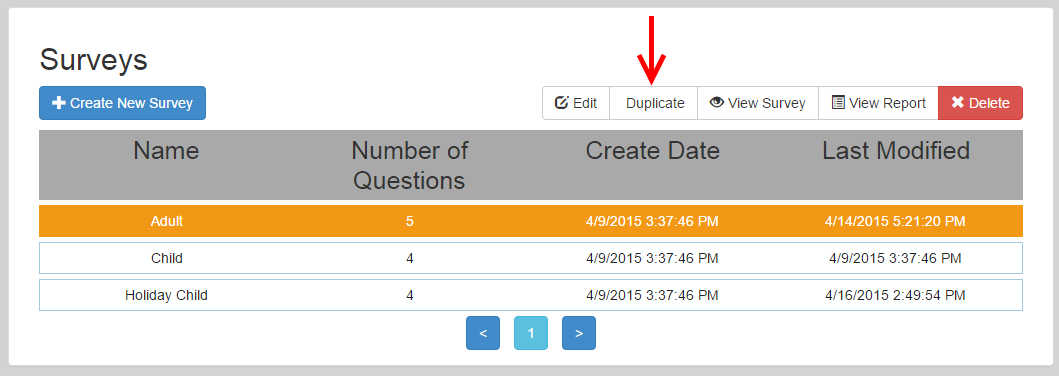 Surveys
Create New Survey Edit Duplicate View Survey View Report Delete
Name Number of Questions Create Date Last Modified
Adult 5 4/9/2015 3:37:46 PM 4/14/2015 5:21:20 PM
Child 4 4/9/2015 3:37:46 PM 4/9/2015 3:37:46 PM
Holiday Child 4 4/9/2015 3:37:46 PM 4/16/2015 2:49:54 PM
< 1 >